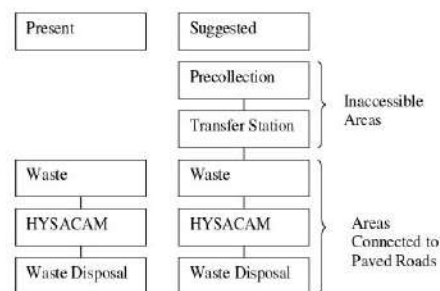 Present
Suggested
Precollection
Transfer Station
Inaccessible
Areas
Waste
Waste
HYSACAM
HYSACAM
Areas
Connected to
Paved Roads
Waste Disposal
Waste Disposal